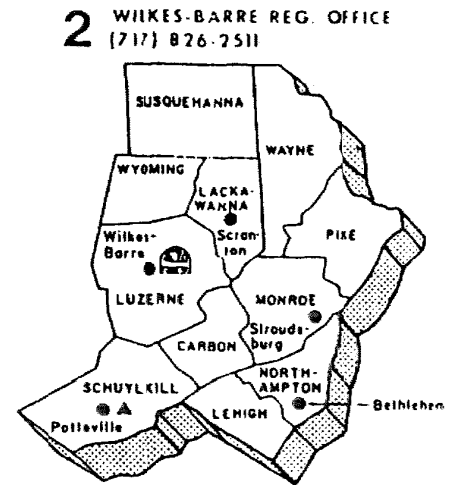 2 WILKES-BARRE REG. OFFICE
(717) 826-2511
SUSQUEHANNA
WAYNE
WYOMING
LACKA-
WANNA
Scran-
ton
PIKE
Wilkes-
Barre
LUZERNE
MONROE
Strouds-
burg
CARBON
NORTH-
AMPTON
SCHUYLKILL
Pottsville
LEHIGH
Bethlehem